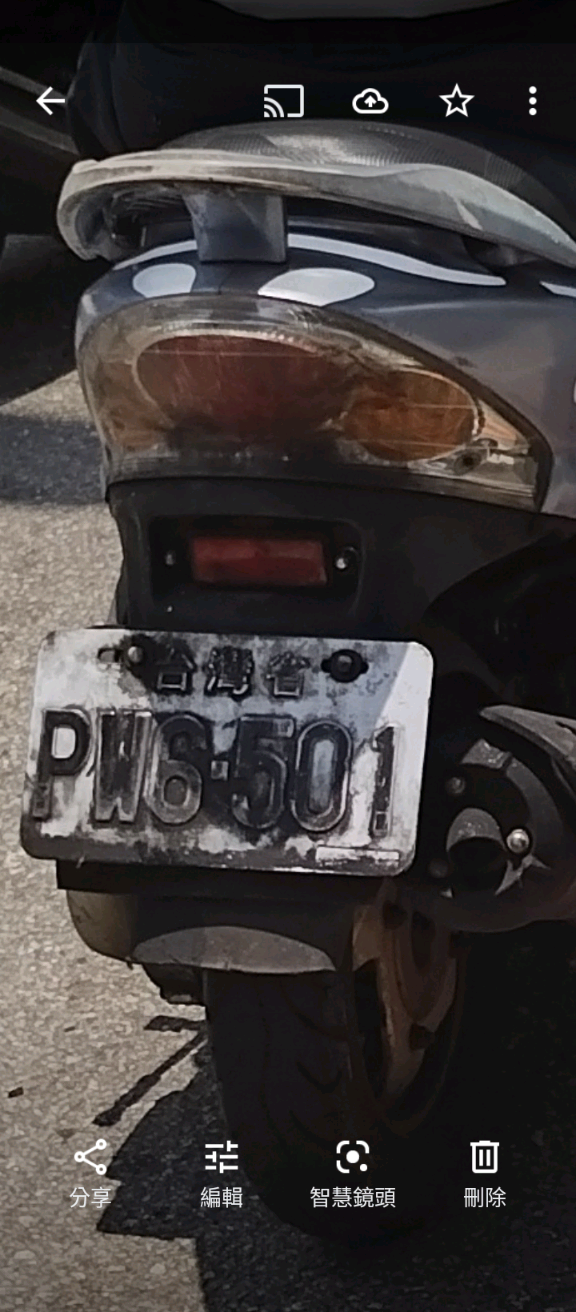 台灣省
PW6-501
分享
編輯
智慧鏡頭
刪除